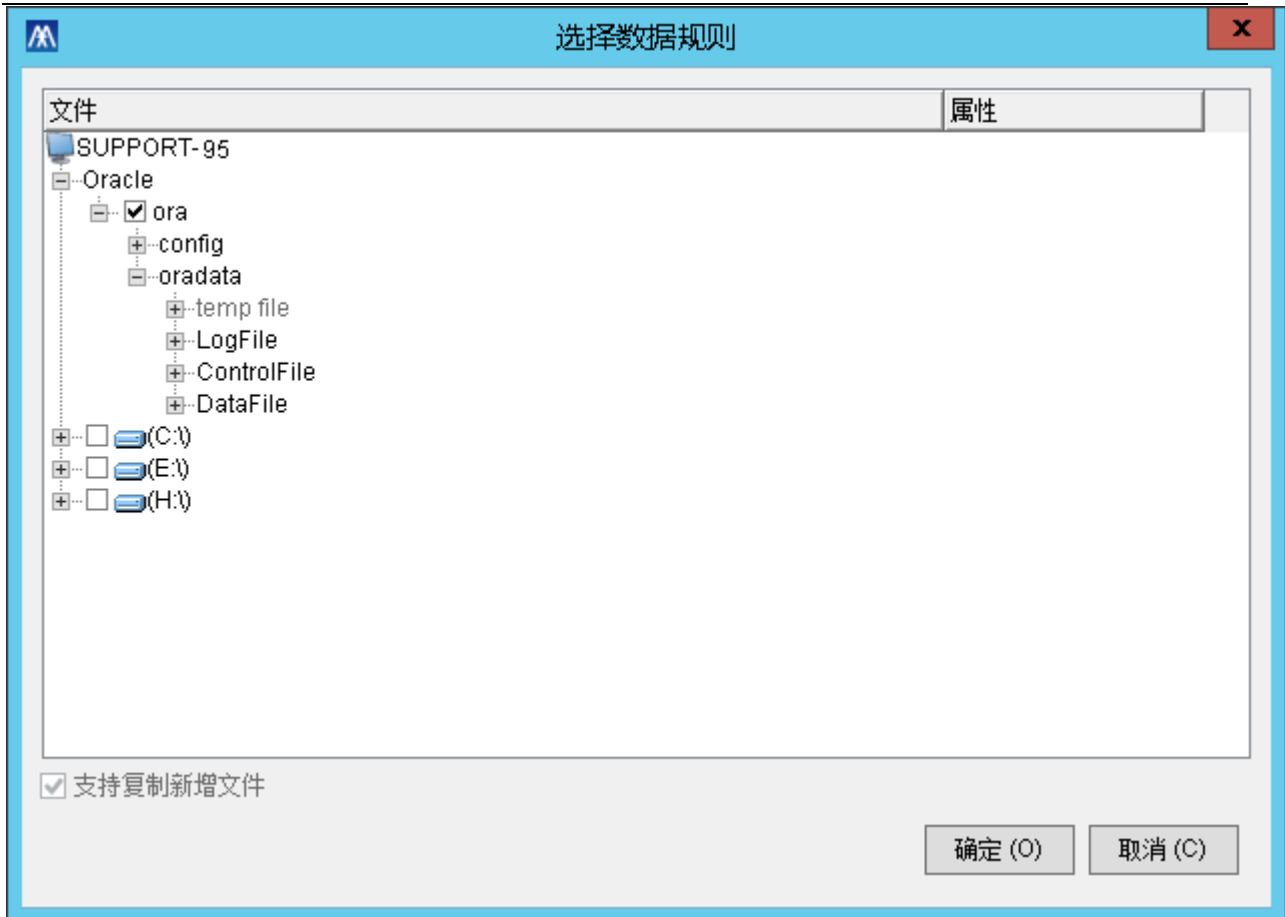 选择数据规则
x
文件 属性
SUPPORT-95
Oracle
ora
config
oradata
temp file
LogFile
ControlFile
DataFile
(C:\)
(E:\)
(H:\)
支持复制新增文件
确定 (O) 取消 (C)